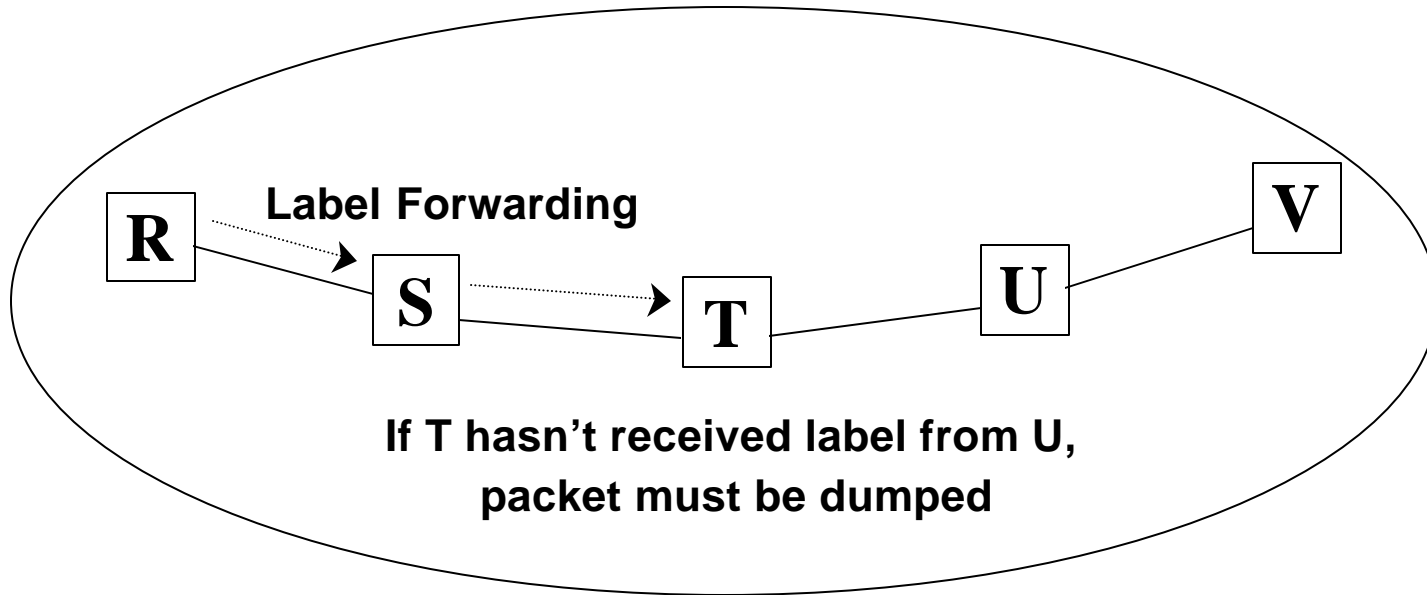 Label Forwarding
R
S
T
U
V
If T hasn’t received label from U,
packet must be dumped